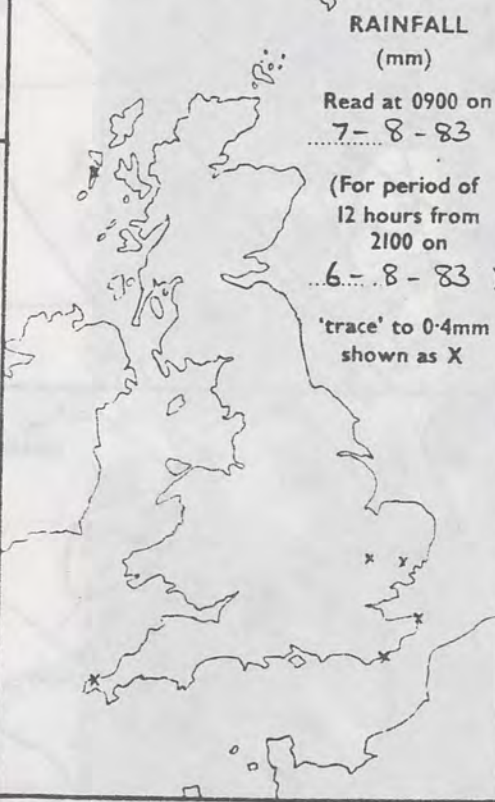 RAINFALL
(mm)
Read at 0900 on
7 - 8 - 83
(For period of
12 hours from
2100 on
6 - 8 - 83
'trace' to 0·4mm
shown as X
x x
x
x
x